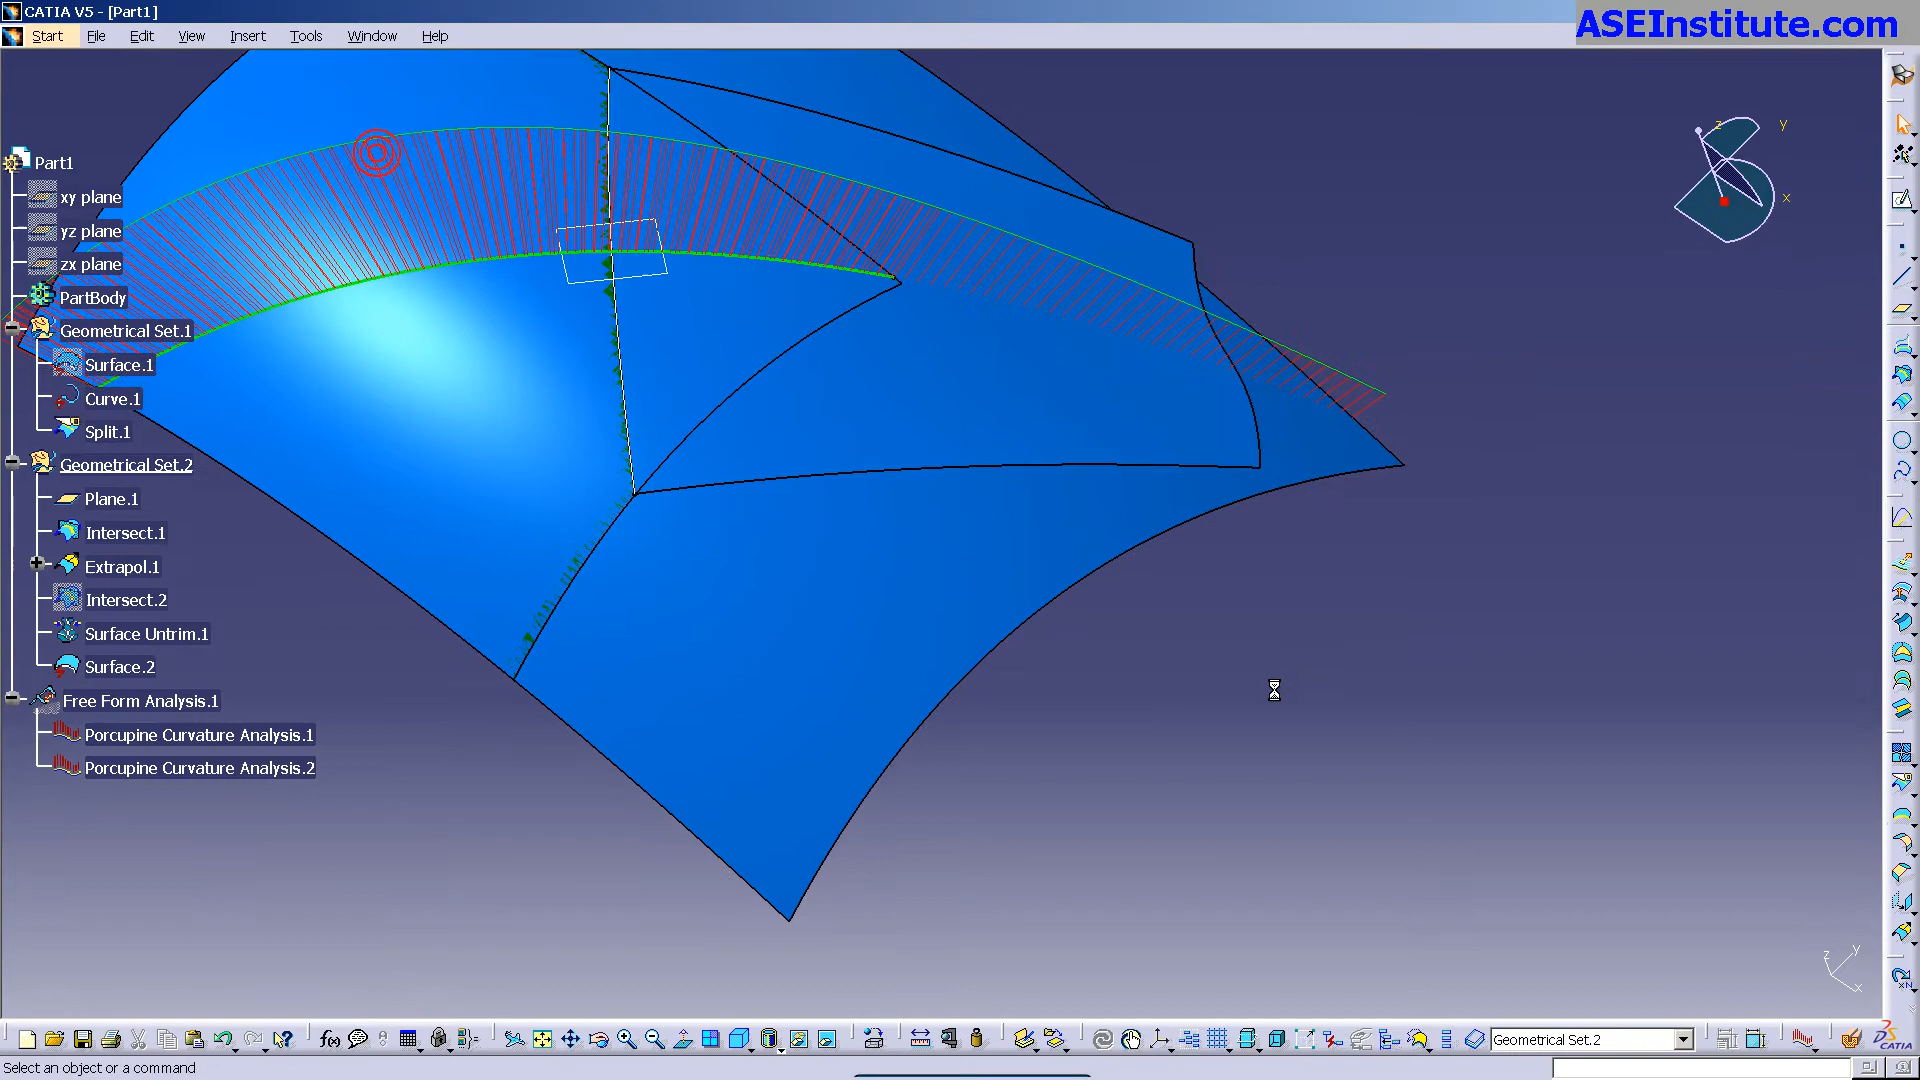 CATIA V5 - [Part1]
ASEInstitute.com
Start File Edit View Insert Tools Window Help
z y
x
Part1
xy plane
yz plane
zx plane
PartBody
Geometrical Set.1
Surface.1
Curve.1
Split.1
Geometrical Set.2
Plane.1
Intersect.1
Extrapol.1
Intersect.2
Surface Untrim.1
Surface.2
Free Form Analysis.1
Porcupine Curvature Analysis.1
Porcupine Curvature Analysis.2
z y
x
f(x)
Geometrical Set.2
CATIA
Select an object or a command